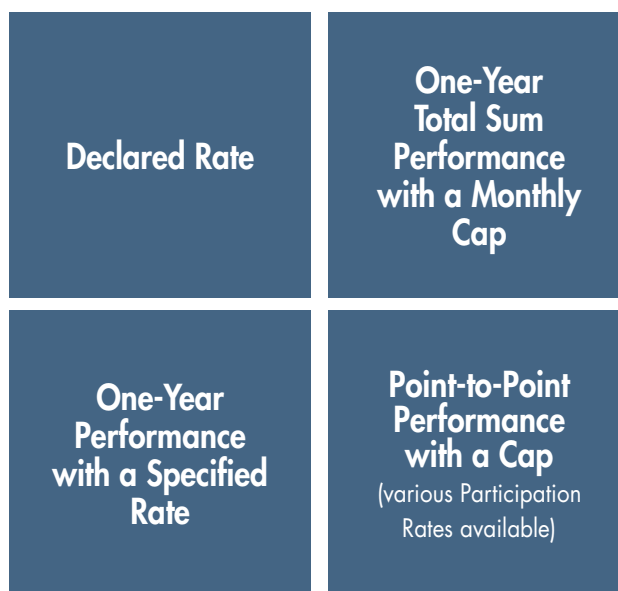 Declared Rate
One-Year
Total Sum
Performance
with a Monthly
Cap
One-Year
Performance
with a Specified
Rate
Point-to-Point
Performance
with a Cap
(various Participation
Rates available)